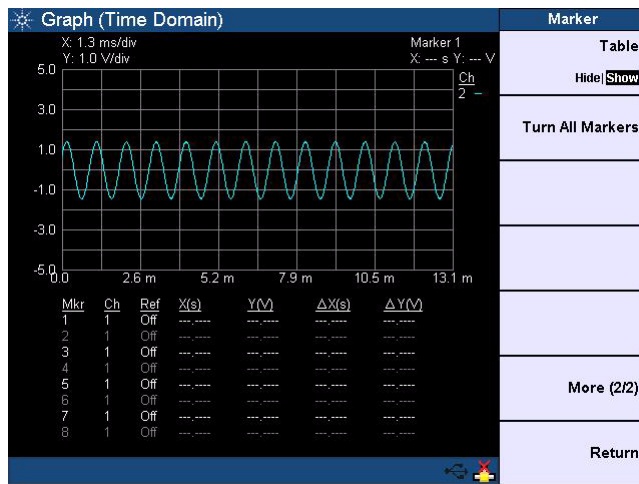 Graph (Time Domain)
Marker
X: 1.3 ms/div
Y: 1.0 V/div
Marker 1
X: --- s Y: --- V
Table
Hide| Show
Turn All Markers
More (2/2)
Return
Ch
2 –
5.0
3.0
1.0
-1.0
-3.0
-5.0
0.0 2.6 m 5.2 m 7.9 m 10.5 m 13.1 m
Mkr Ch Ref X(s) Y(V) ΔX(s) ΔY(V)
1 1 Off ---.---- ---.---- ---.---- ---.----
2 1 Off ---.---- ---.---- ---.---- ---.----
3 1 Off ---.---- ---.---- ---.---- ---.----
4 1 Off ---.---- ---.---- ---.---- ---.----
5 1 Off ---.---- ---.---- ---.---- ---.----
6 1 Off ---.---- ---.---- ---.---- ---.----
7 1 Off ---.---- ---.---- ---.---- ---.----
8 1 Off ---.---- ---.---- ---.---- ---.----